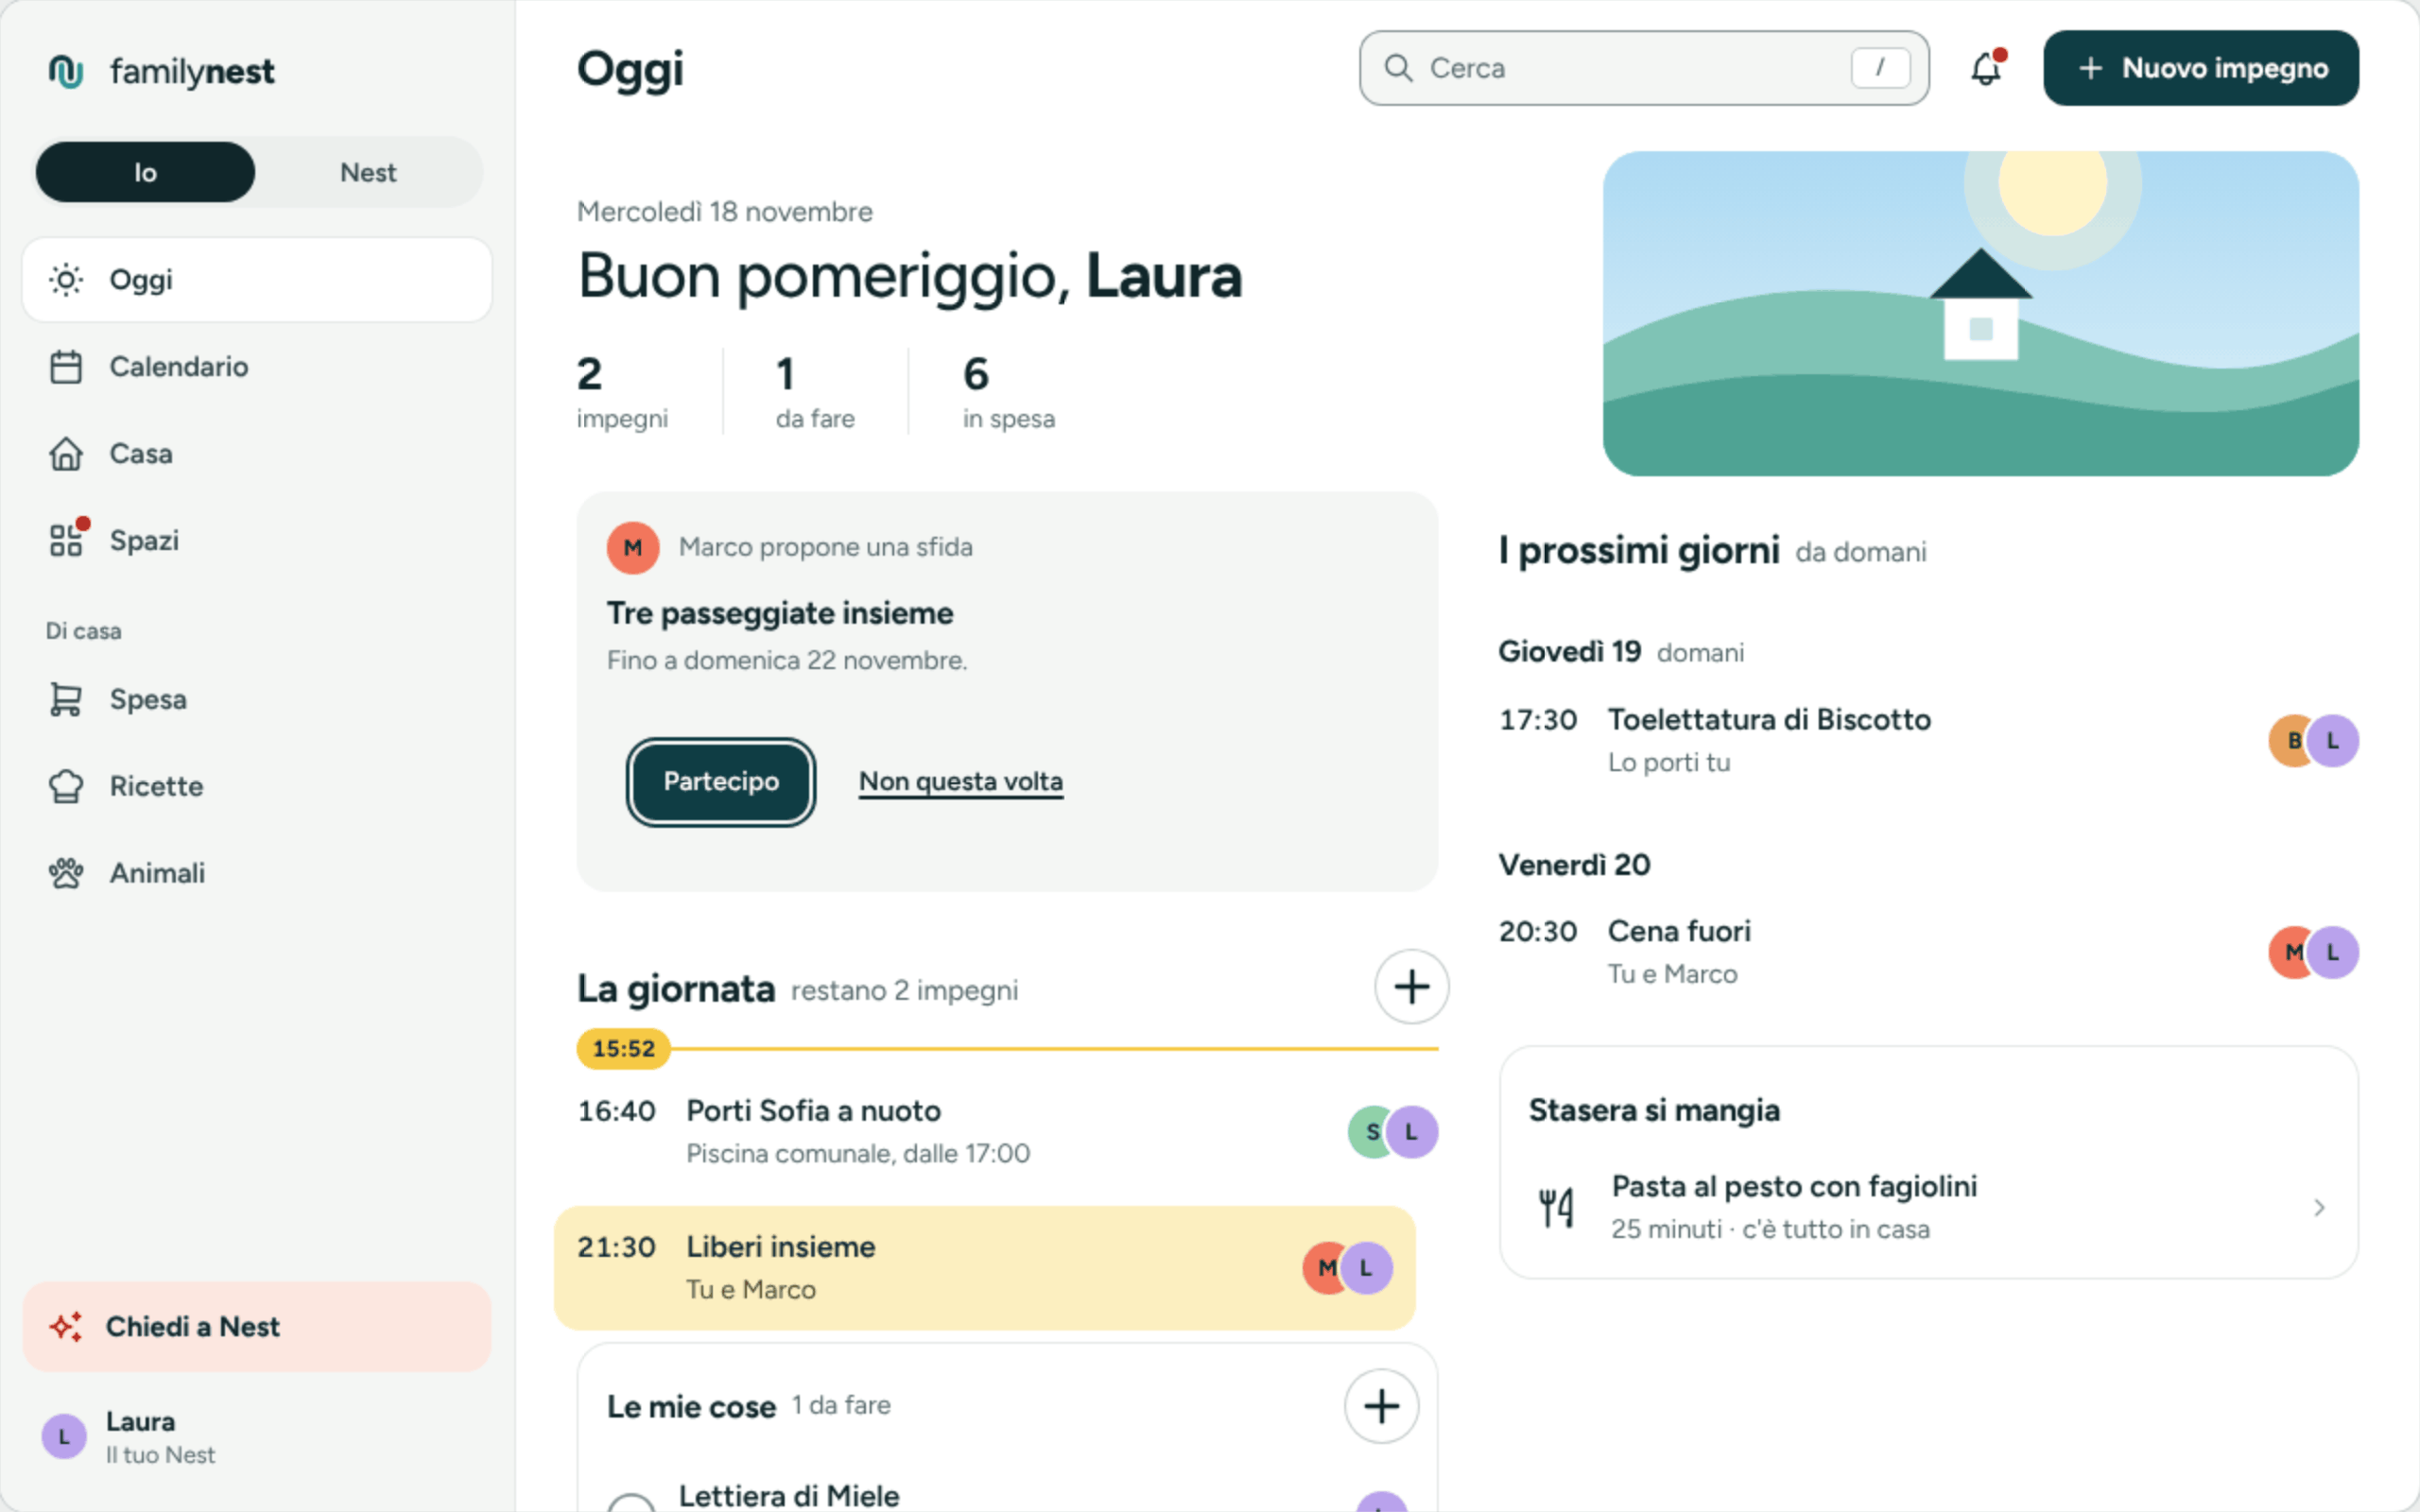 familynest
Io
Nest
Oggi
Calendario
Casa
Spazi
Di casa
Spesa
Ricette
Animali
Chiedi a Nest
L
Laura
Il tuo Nest
Oggi
Cerca
/
Nuovo impegno
Mercoledì 18 novembre
Buon pomeriggio, Laura
2
impegni
1
da fare
6
in spesa
M
Marco propone una sfida
Tre passeggiate insieme
Fino a domenica 22 novembre.
Partecipo
Non questa volta
La giornata restano 2 impegni
15:52
16:40 Porti Sofia a nuoto
Piscina comunale, dalle 17:00
S L
21:30 Liberi insieme
Tu e Marco
M L
Le mie cose 1 da fare
Lettiera di Miele
I prossimi giorni da domani
Giovedì 19 domani
17:30 Toelettatura di Biscotto
Lo porti tu
B L
Venerdì 20
20:30 Cena fuori
Tu e Marco
M L
Stasera si mangia
Pasta al pesto con fagiolini
25 minuti · c'è tutto in casa